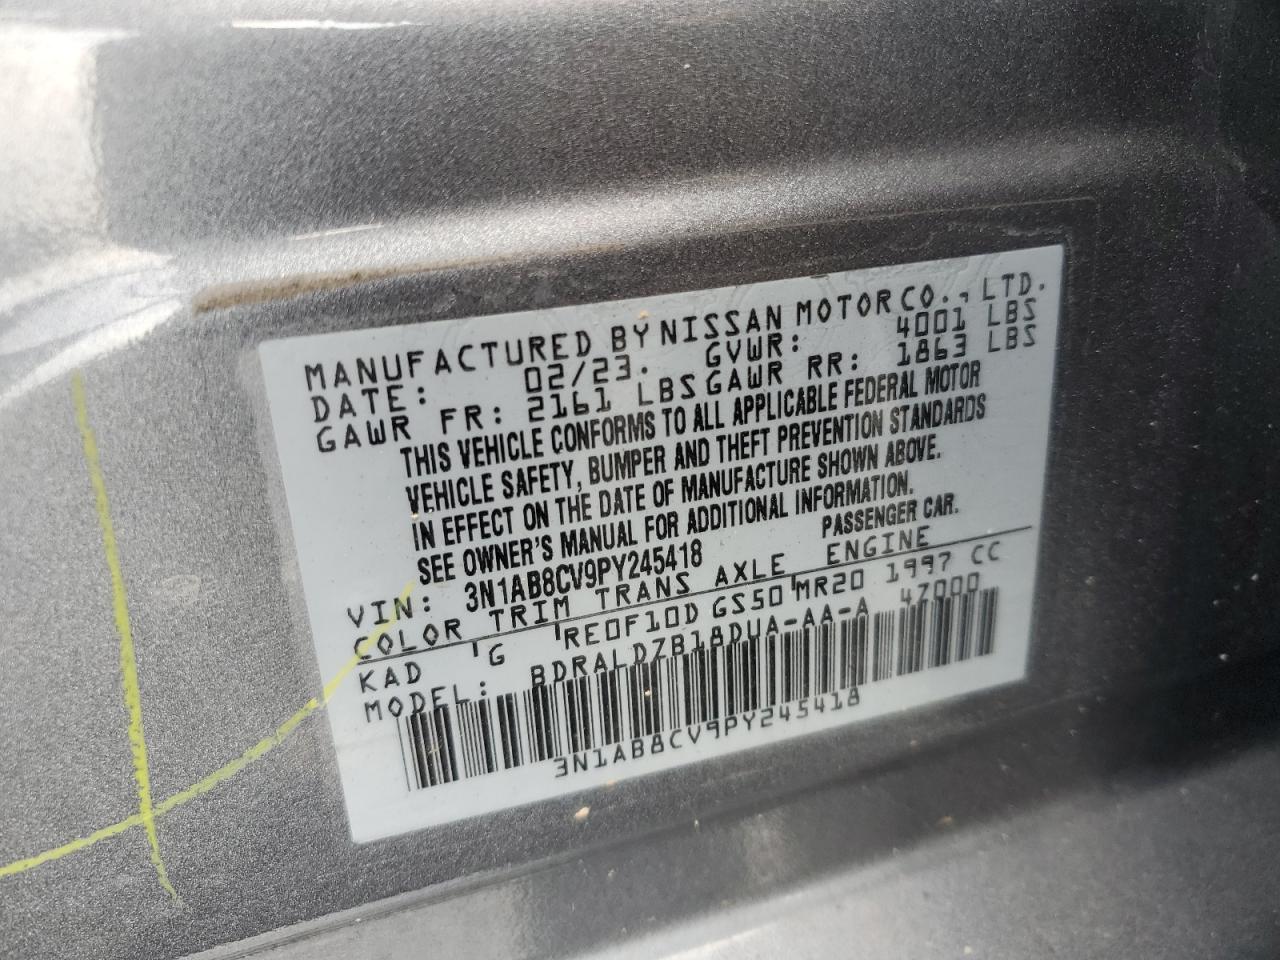 MANUFACTURED BY NISSAN MOTOR CO., LTD.
DATE: 02/23. GVWR: 4001 LBS
GAWR FR: 2161 LBS GAWR RR: 1863 LBS
THIS VEHICLE CONFORMS TO ALL APPLICABLE FEDERAL MOTOR
VEHICLE SAFETY, BUMPER AND THEFT PREVENTION STANDARDS
IN EFFECT ON THE DATE OF MANUFACTURE SHOWN ABOVE.
SEE OWNER'S MANUAL FOR ADDITIONAL INFORMATION.
VIN: 3N1AB8CV9PY245418 PASSENGER CAR.
COLOR TRIM TRANS AXLE ENGINE
KAD G RE0F10D GS50 MR20 1997 CC
MODEL: BDRALDZB18DUA-AA-A 47000
3N1AB8CV9PY245418